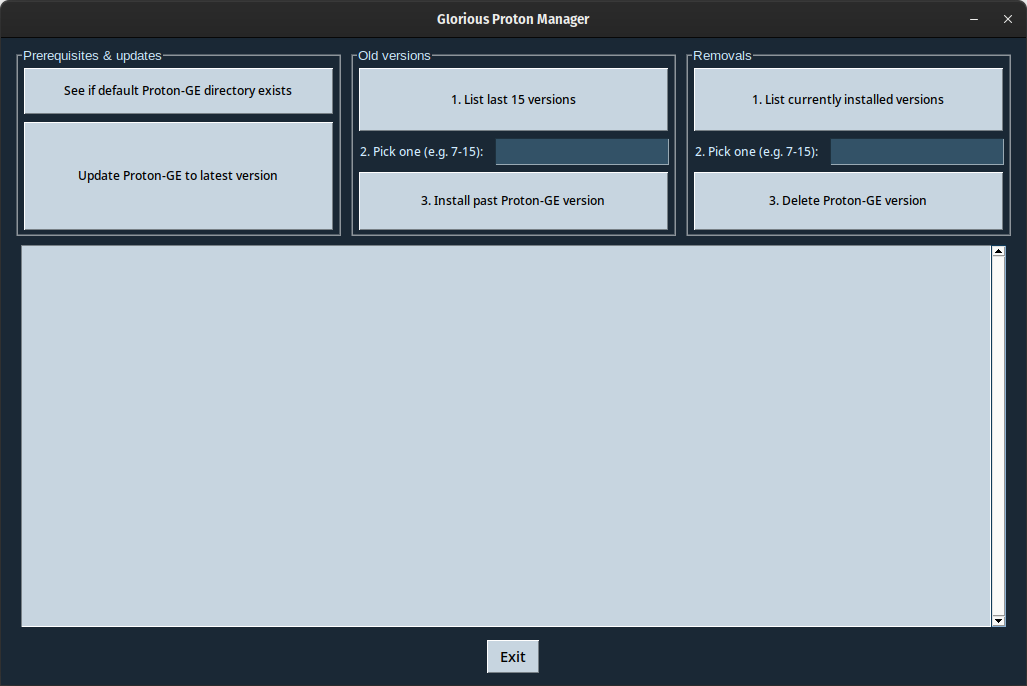 Glorious Proton Manager
Prerequisites & updates
See if default Proton-GE directory exists
Update Proton-GE to latest version
Old versions
1. List last 15 versions
2. Pick one (e.g. 7-15):
3. Install past Proton-GE version
Removals
1. List currently installed versions
2. Pick one (e.g. 7-15):
3. Delete Proton-GE version
Exit